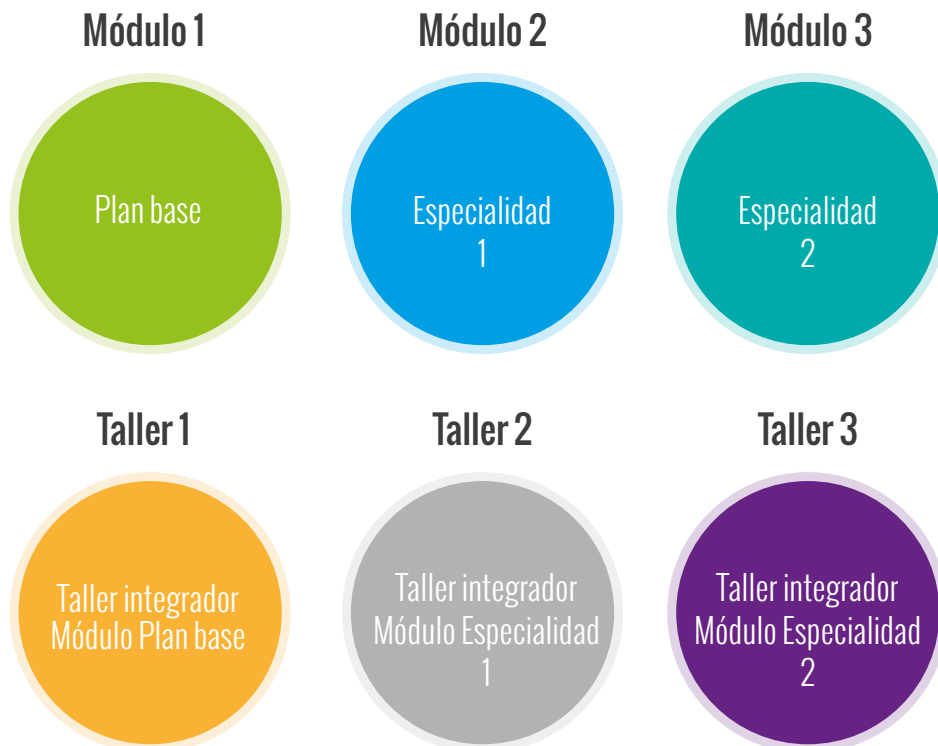 Módulo 1
Módulo 2
Módulo 3
Plan base
Especialidad
1
Especialidad
2
Taller 1
Taller 2
Taller 3
Taller integrador
Módulo Plan base
Taller integrador
Módulo Especialidad
1
Taller integrador
Módulo Especialidad
2